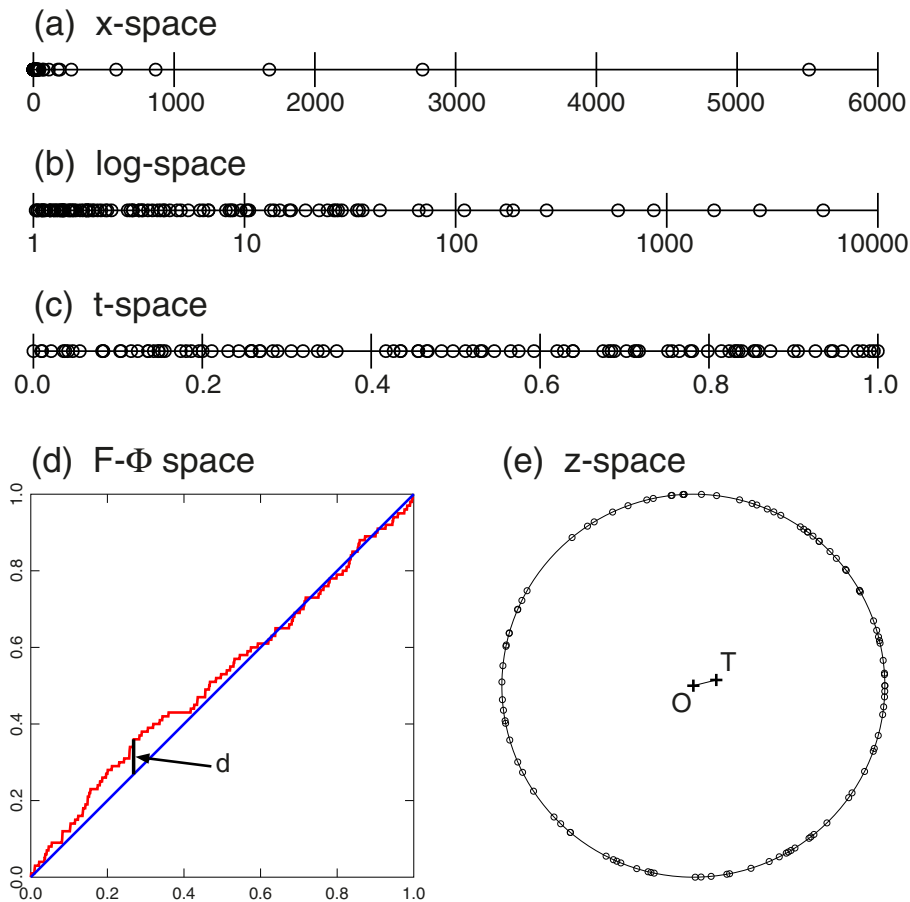 (a) x-space
0 1000 2000 3000 4000 5000 6000
(b) log-space
1 10 100 1000 10000
(c) t-space
0.0 0.2 0.4 0.6 0.8 1.0
(d) F-Φ space
1.0
0.8
0.6
0.4
0.2
0.0
d
0.0 0.2 0.4 0.6 0.8 1.0
(e) z-space
T
O